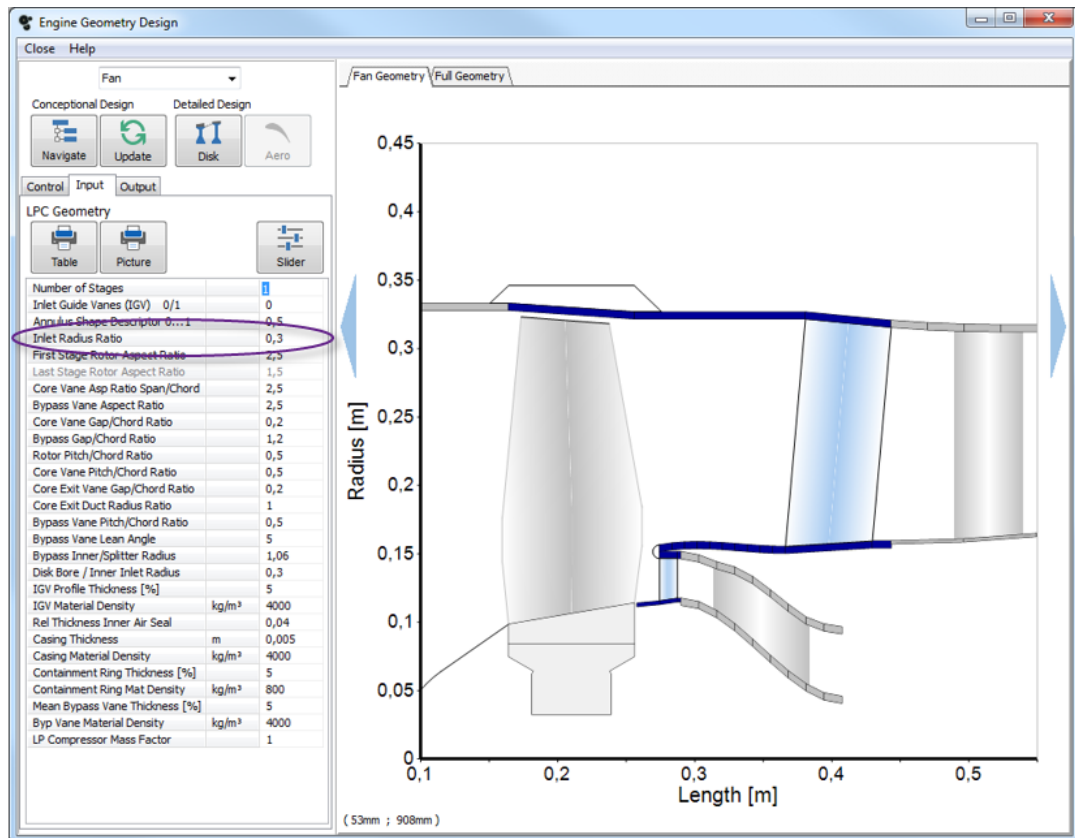 Engine Geometry Design
Close Help
Fan
Conceptual Design Detailed Design
Navigate Update Disk Aero
Control Input Output
LPC Geometry
Table Picture Slider
Number of Stages 1
Inlet Guide Vanes (IGV) 0/1 0
Annulus Shape Descriptor 0...1 0,5
Inlet Radius Ratio 0,3
First Stage Rotor Aspect Ratio 2,5
Last Stage Rotor Aspect Ratio 1,5
Core Vane Asp Ratio Span/Chord 2,5
Bypass Vane Aspect Ratio 2,5
Core Vane Gap/Chord Ratio 0,2
Bypass Gap/Chord Ratio 1,2
Rotor Pitch/Chord Ratio 0,5
Core Vane Pitch/Chord Ratio 0,5
Core Exit Vane Gap/Chord Ratio 0,2
Core Exit Duct Radius Ratio 1
Bypass Vane Pitch/Chord Ratio 0,5
Bypass Vane Lean Angle 5
Bypass Inner/Splitter Radius 1,06
Disk Bore / Inner Inlet Radius 0,3
IGV Profile Thickness [%] 5
IGV Material Density kg/m³ 4000
Rel Thickness Inner Air Seal 0,04
Casing Thickness m 0,005
Casing Material Density kg/m³ 4000
Containment Ring Thickness [%] 5
Containment Ring Mat Density kg/m³ 800
Mean Bypass Vane Thickness [%] 5
Byp Vane Material Density kg/m³ 4000
LP Compressor Mass Factor 1
Fan Geometry Full Geometry
0,45
0,4
0,35
0,3
0,25
0,2
0,15
0,1
0,05
0
Radius [m]
0,1 0,2 0,3 0,4 0,5
Length [m]
( 53mm ; 908mm )